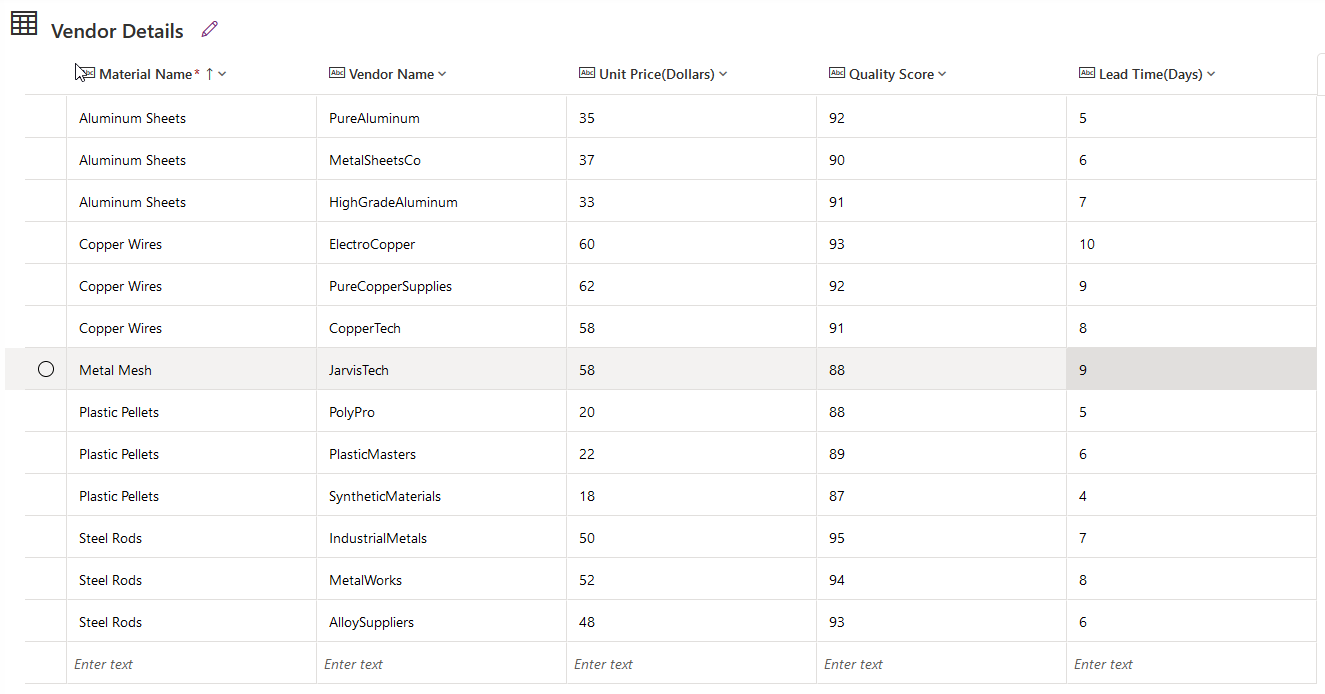 Vendor Details
Material Name* ↑ Abc Vendor Name Abc Unit Price(Dollars) Abc Quality Score Abc Lead Time(Days)
Aluminum Sheets PureAluminum 35 92 5
Aluminum Sheets MetalSheetsCo 37 90 6
Aluminum Sheets HighGradeAluminum 33 91 7
Copper Wires ElectroCopper 60 93 10
Copper Wires PureCopperSupplies 62 92 9
Copper Wires CopperTech 58 91 8
Metal Mesh JarvisTech 58 88 9
Plastic Pellets PolyPro 20 88 5
Plastic Pellets PlasticMasters 22 89 6
Plastic Pellets SyntheticMaterials 18 87 4
Steel Rods IndustrialMetals 50 95 7
Steel Rods MetalWorks 52 94 8
Steel Rods AlloySuppliers 48 93 6
Enter text Enter text Enter text Enter text Enter text